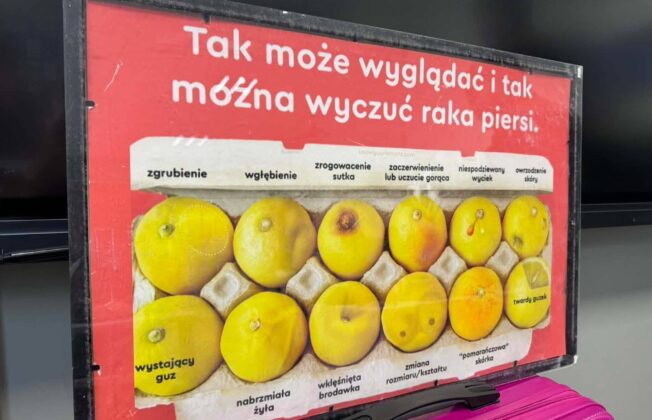 Tak może wyglądać i tak
można wyczuć raka piersi.
zgrubienie
wgłębienie
zrogowacenie
sutka
zaczerwienienie
lub uczucie gorąca
niespodziewany
wyciek
owrzodzenie
skóry
wystający
guz
nabrzmiała
żyła
wklęśnięta
brodawka
zmiana
rozmiaru/kształtu
"pomarańczowa"
skórka
twardy guzek